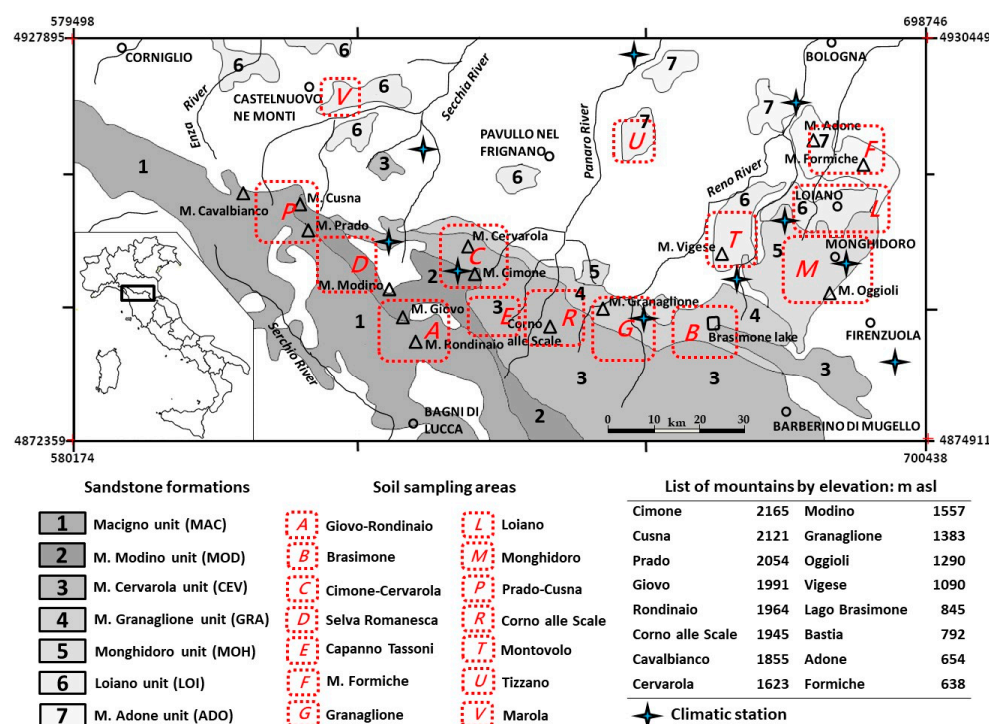 579498
698746
4927895
4930449
CORNIGLIO
6
6
BOLOGNA
River
Enza
CASTELNUOVO
NE MONTI
V
6
Secchia River
7
7
6
PAVULLO NEL
FRIGNANO
Panaro River
7
U
M. Adone
7
F
M. Formiche
1
3
6
Reno River
6
LOIANO
6
L
M. Cavalbianco
P
M. Cusna
M. Prado
M. Cervarola
C
M. Cimone
2
M. Vigese
T
5
MONGHIDORO
M
M. Oggioli
D
M. Modino
5
1
M. Giovo
A
M. Rondinaio
3
E
4
R
Corno
alle Scale
M. Granaglione
G
B
Brasimone lake
4
FIRENZUOLA
Serchio River
3
3
3
BAGNI DI
LUCCA
2
0 10 km 20 30
BARBERINO DI MUGELLO
4872359
4874911
580174
700438
Sandstone formations
1 Macigno unit (MAC)
2 M. Modino unit (MOD)
3 M. Cervarola unit (CEV)
4 M. Granaglione unit (GRA)
5 Monghidoro unit (MOH)
6 Loiano unit (LOI)
7 M. Adone unit (ADO)
Soil sampling areas
A Giovo-Rondinaio
B Brasimone
C Cimone-Cervarola
D Selva Romanesca
E Capanno Tassoni
F M. Formiche
G Granaglione
L Loiano
M Monghidoro
P Prado-Cusna
R Corno alle Scale
T Montovolo
U Tizzano
V Marola
List of mountains by elevation: m asl
Cimone 2165 Modino 1557
Cusna 2121 Granaglione 1383
Prado 2054 Oggioli 1290
Giovo 1991 Vigese 1090
Rondinaio 1964 Lago Brasimone 845
Corno alle Scale 1945 Bastia 792
Cavalbianco 1855 Adone 654
Cervarola 1623 Formiche 638
Climatic station